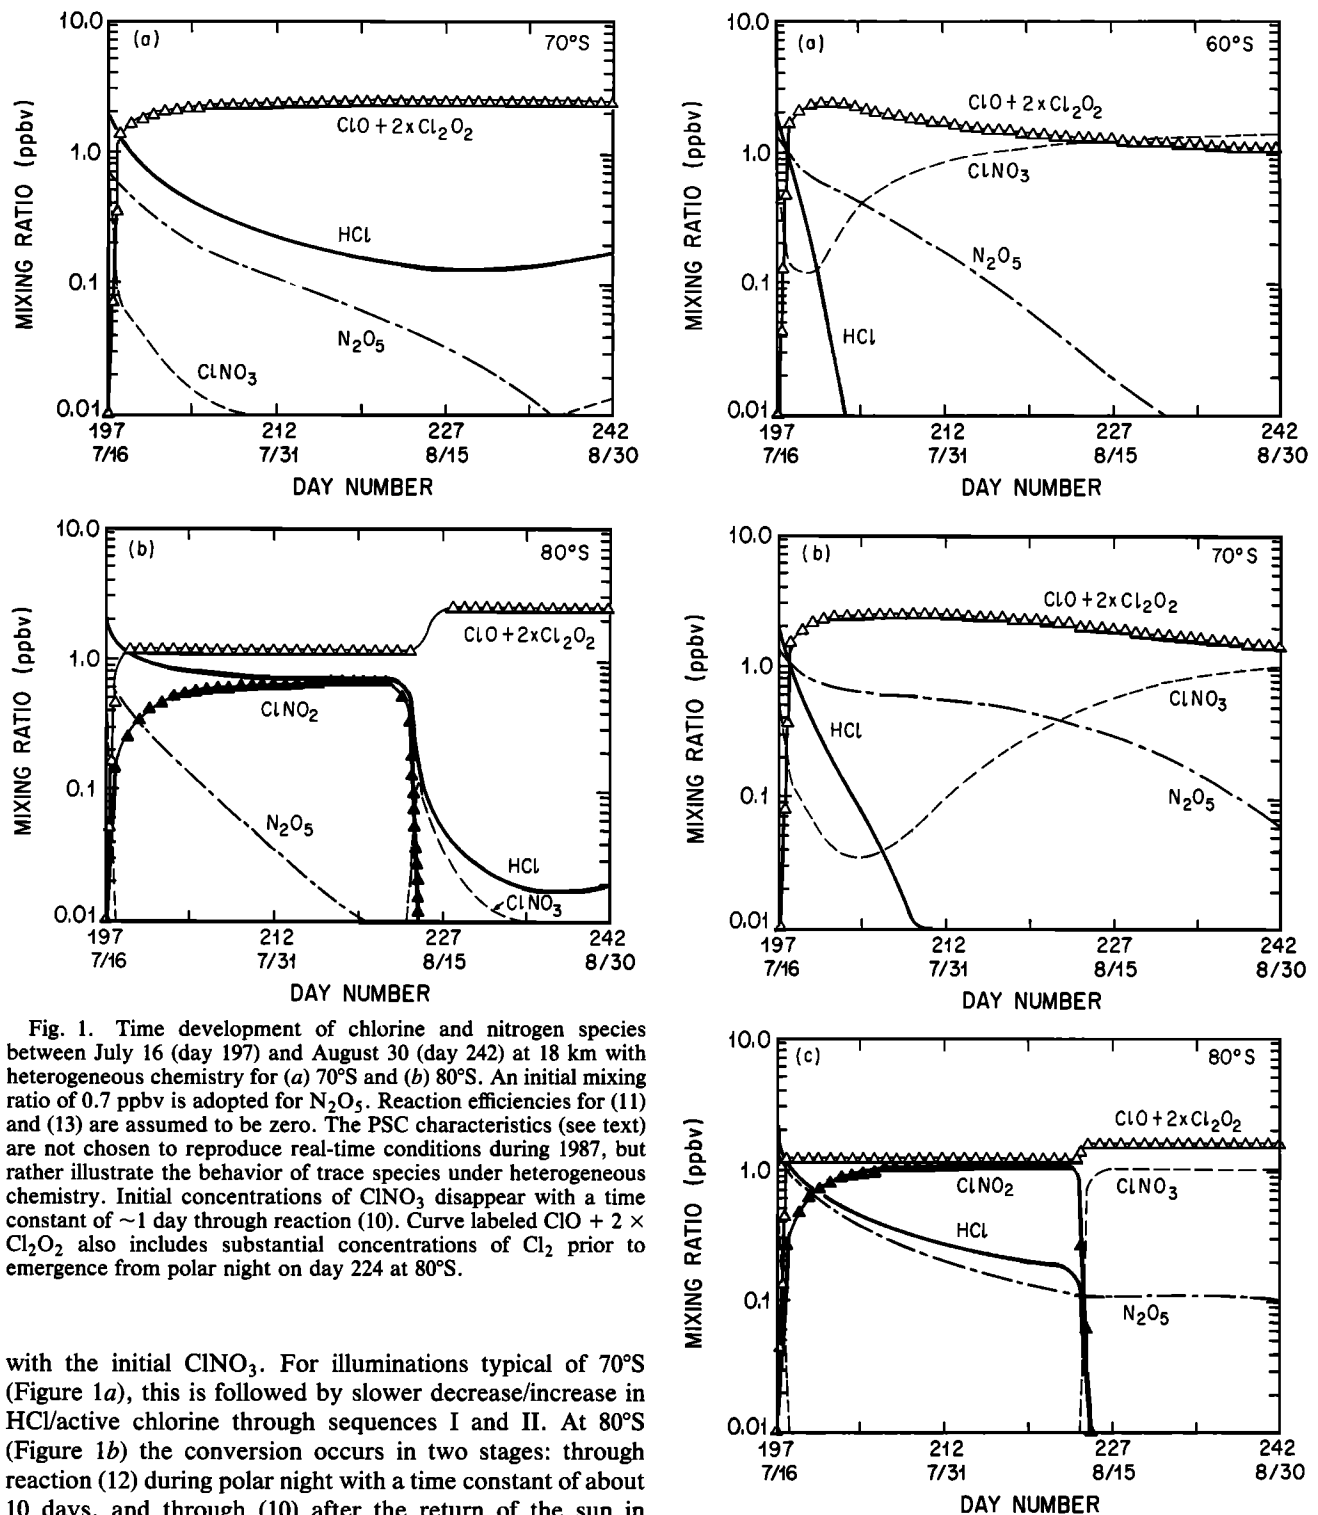 10.0
(a)
70°S
ClO + 2xCl₂O₂
1.0
HCl
0.1
N₂O₅
ClNO₃
0.01
MIXING RATIO (ppbv)
197 212 227 242
7/16 7/31 8/15 8/30
DAY NUMBER
10.0
(b)
80°S
ClO + 2xCl₂O₂
1.0
ClNO₂
0.1
N₂O₅
HCl
ClNO₃
0.01
MIXING RATIO (ppbv)
197 212 227 242
7/16 7/31 8/15 8/30
DAY NUMBER
Fig. 1. Time development of chlorine and nitrogen species
between July 16 (day 197) and August 30 (day 242) at 18 km with
heterogeneous chemistry for (a) 70°S and (b) 80°S. An initial mixing
ratio of 0.7 ppbv is adopted for N₂O₅. Reaction efficiencies for (11)
and (13) are assumed to be zero. The PSC characteristics (see text)
are not chosen to reproduce real-time conditions during 1987, but
rather illustrate the behavior of trace species under heterogeneous
chemistry. Initial concentrations of ClNO₃ disappear with a time
constant of ~1 day through reaction (10). Curve labeled ClO + 2 ×
Cl₂O₂ also includes substantial concentrations of Cl₂ prior to
emergence from polar night on day 224 at 80°S.
with the initial ClNO₃. For illuminations typical of 70°S
(Figure 1a), this is followed by slower decrease/increase in
HCl/active chlorine through sequences I and II. At 80°S
(Figure 1b) the conversion occurs in two stages: through
reaction (12) during polar night with a time constant of about
10 days, and through (10) after the return of the sun in
10.0
(a)
60°S
ClO + 2xCl₂O₂
1.0
ClNO₃
N₂O₅
0.1
HCl
0.01
MIXING RATIO (ppbv)
197 212 227 242
7/16 7/31 8/15 8/30
DAY NUMBER
10.0
(b)
70°S
ClO + 2xCl₂O₂
1.0
ClNO₃
HCl
0.1
N₂O₅
0.01
MIXING RATIO (ppbv)
197 212 227 242
7/16 7/31 8/15 8/30
DAY NUMBER
10.0
(c)
80°S
ClO + 2xCl₂O₂
1.0
ClNO₂
ClNO₃
HCl
0.1
N₂O₅
0.01
MIXING RATIO (ppbv)
197 212 227 242
7/16 7/31 8/15 8/30
DAY NUMBER